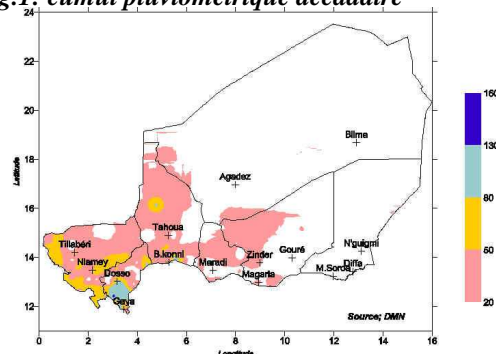 g.1: cumul pluviométrique décadaire
24
22
20
18
16
14
12
Latitude
Bilma
Agadez
Tahoua
Tillabéri
Niamey
B.konni
Dosso
Gaya
Maradi
Zinder
Magaria
Gouré
N'guigmi
Diffa
M.Soroa
Source; DMN
0 2 4 6 8 10 12 14 16
Longitude
160
130
80
60
20